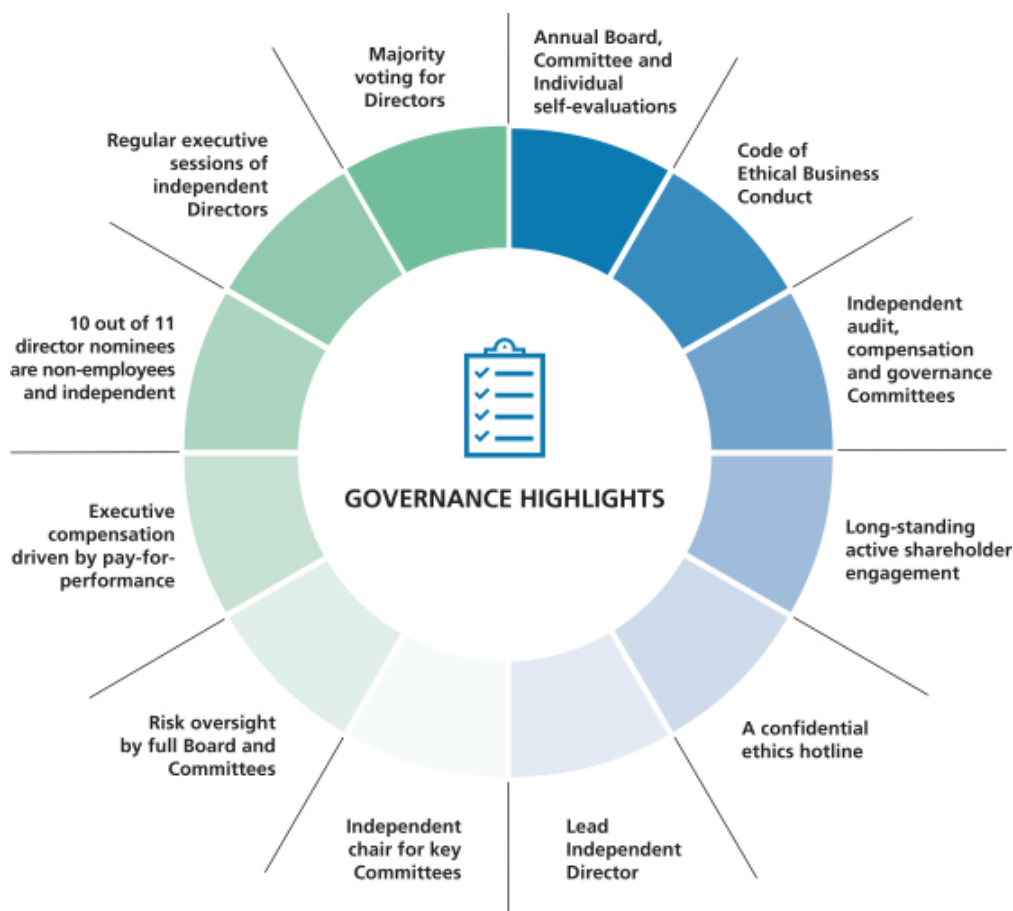 Annual Board,
Committee and
Individual
self-evaluations
Code of
Ethical Business
Conduct
Independent
audit,
compensation
and governance
Committees
Long-standing
active shareholder
engagement
A confidential
ethics hotline
Lead
Independent
Director
Independent
chair for key
Committees
Risk oversight
by full Board and
Committees
Executive
compensation
driven by pay-for-
performance
10 out of 11
director nominees
are non-employees
and independent
Regular executive
sessions of
independent
Directors
Majority
voting for
Directors
GOVERNANCE HIGHLIGHTS